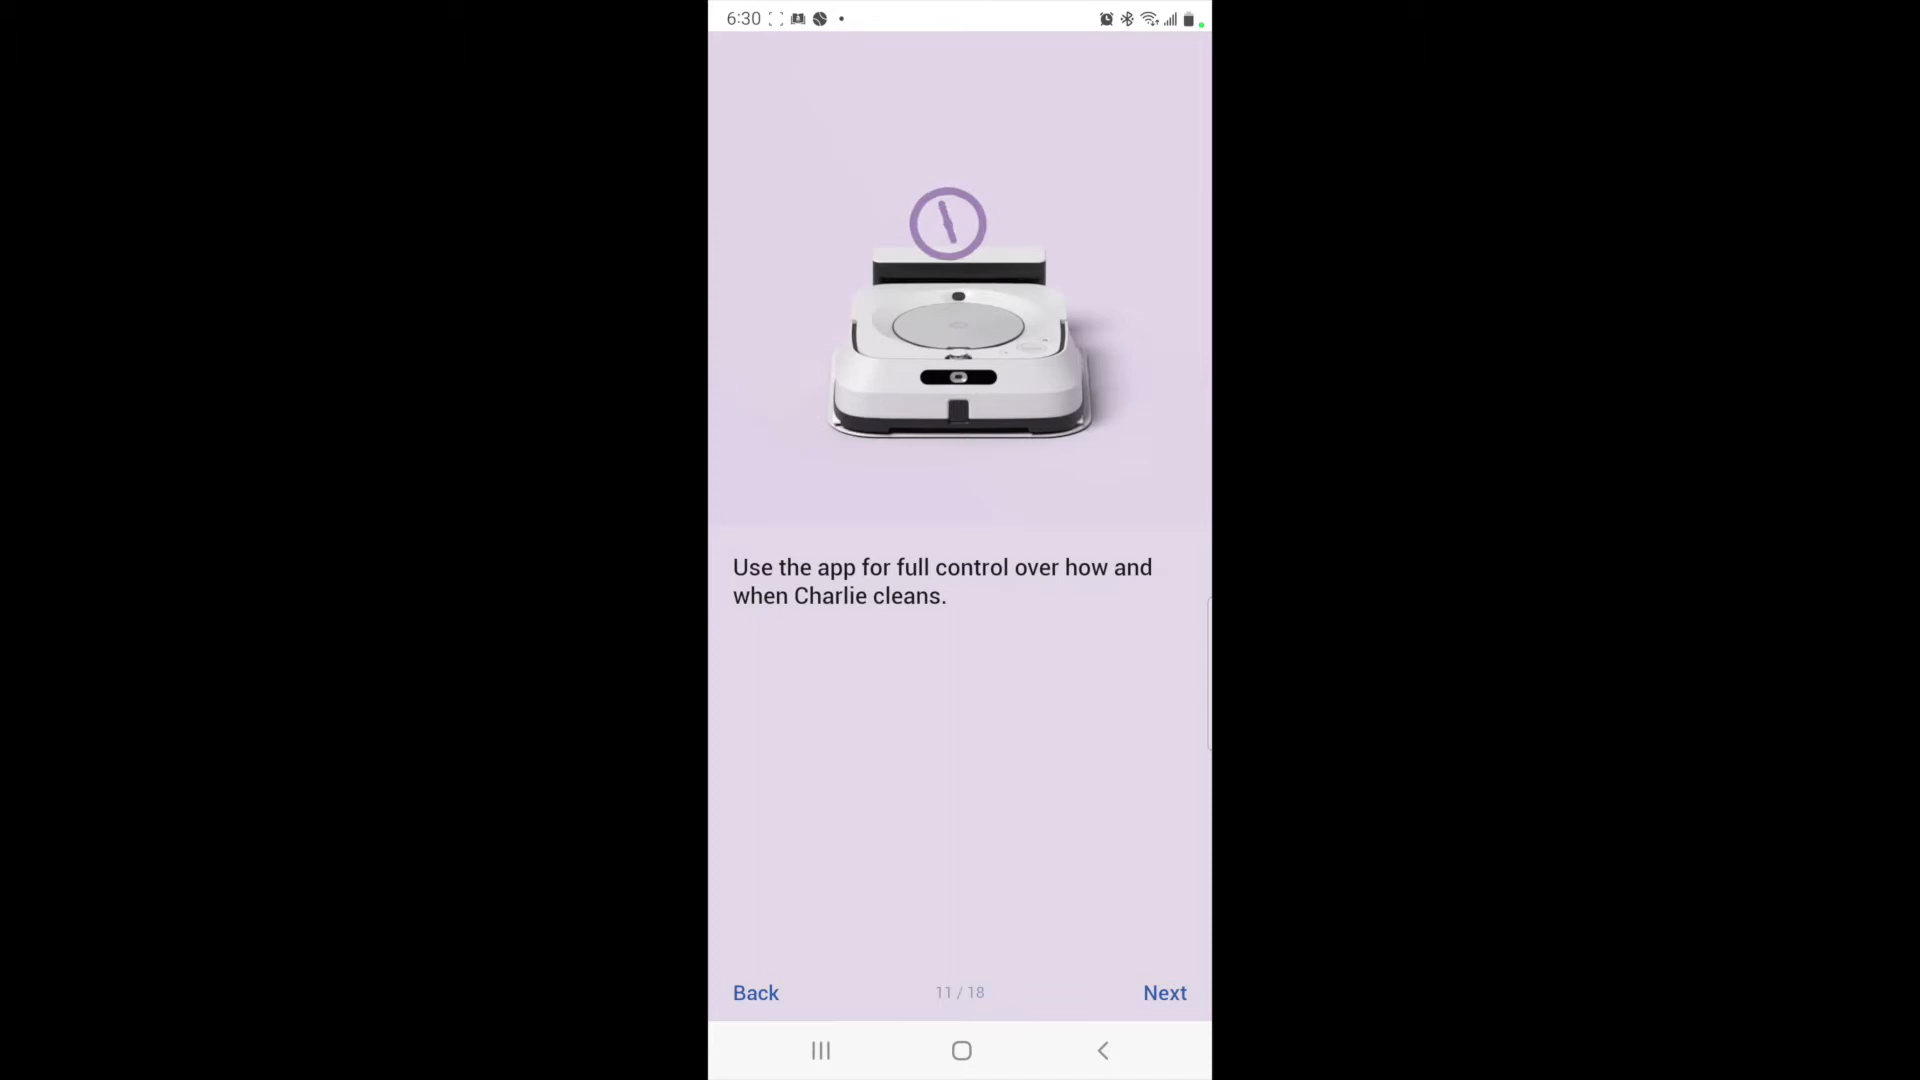 6:30
Use the app for full control over how and
when Charlie cleans.
Back
11 / 18
Next